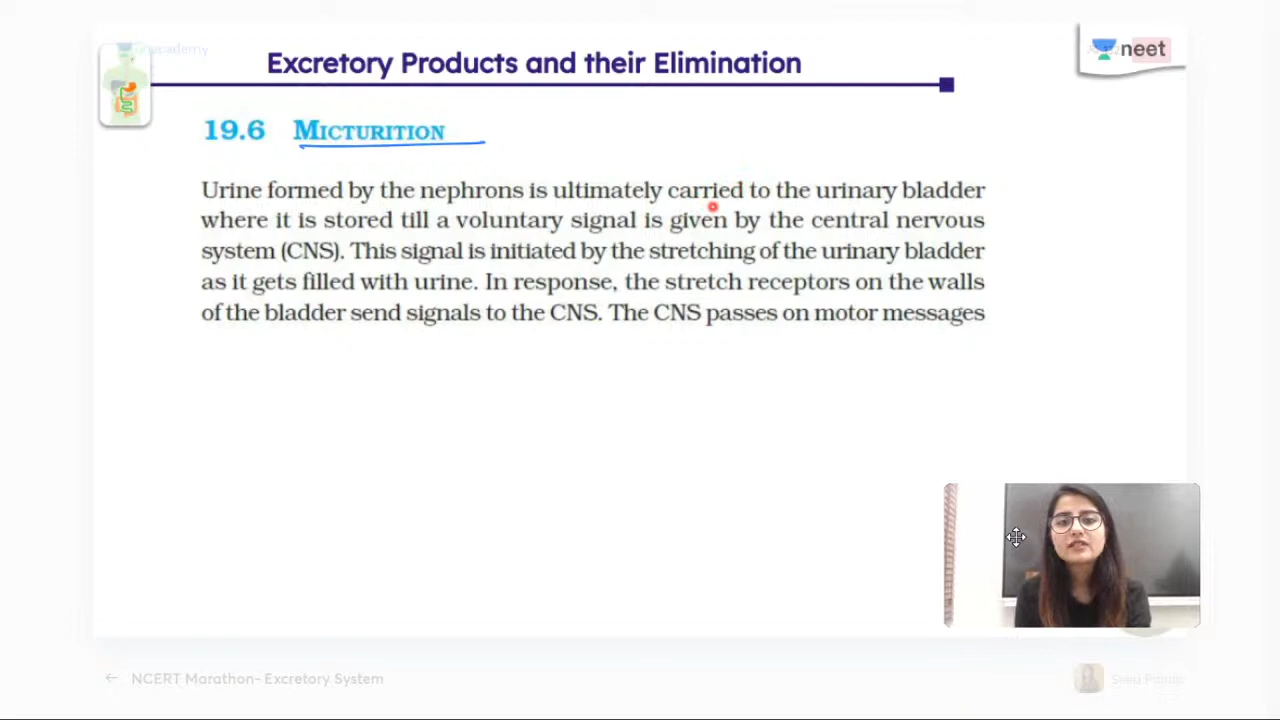 Excretory Products and their Elimination
neet
19.6 MICTURITION
Urine formed by the nephrons is ultimately carried to the urinary bladder
where it is stored till a voluntary signal is given by the central nervous
system (CNS). This signal is initiated by the stretching of the urinary bladder
as it gets filled with urine. In response, the stretch receptors on the walls
of the bladder send signals to the CNS. The CNS passes on motor messages
← NCERT Marathon- Excretory System